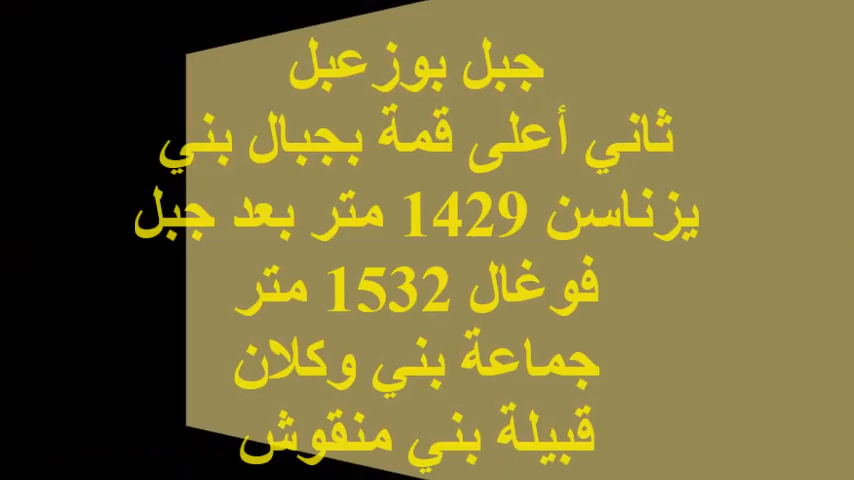 جبل بوزعبل
ثاني أعلى قمة بجبال بني
يزناسن 1429 متر بعد جبل
فوغال 1532 متر
جماعة بني وكلان
قبيلة بني منقوش